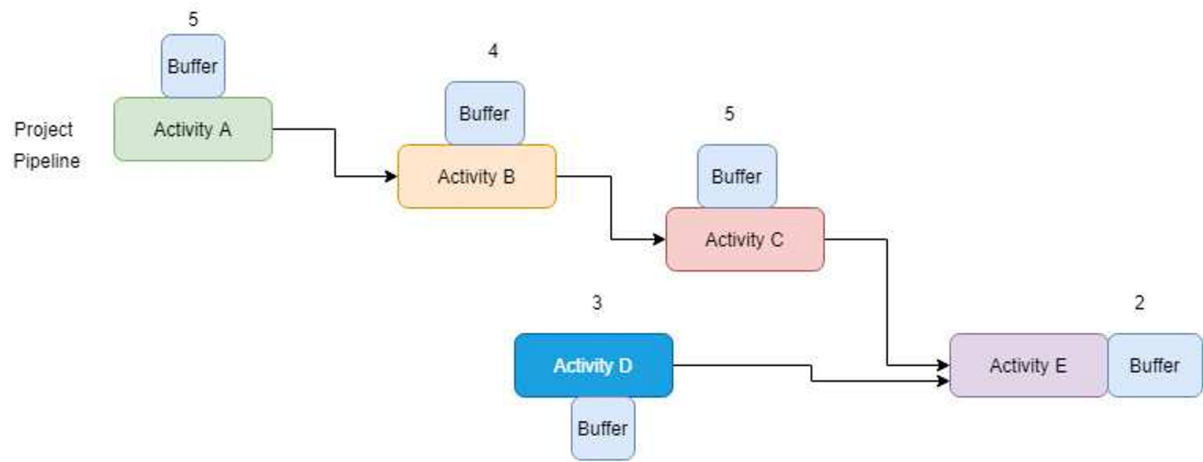 5
Buffer
Activity A
Project
Pipeline
4
Buffer
Activity B
5
Buffer
Activity C
3
Activity D
Buffer
2
Activity E
Buffer